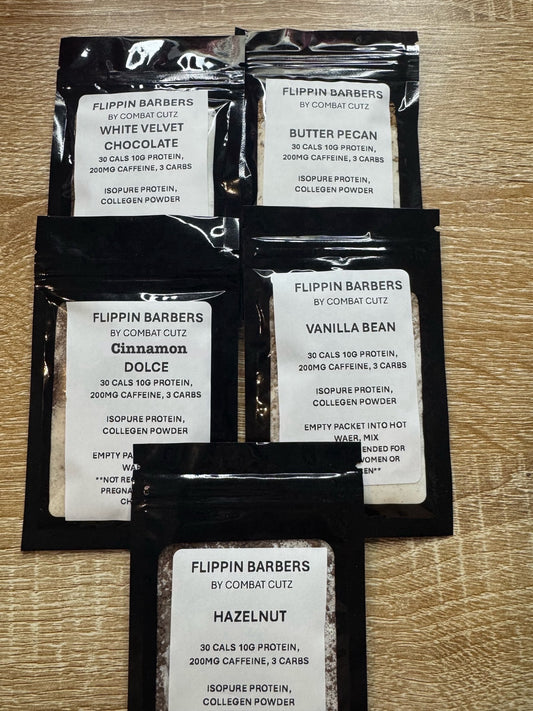 FLIPPIN BARBERS
BY COMBAT CUTZ
WHITE VELVET
CHOCOLATE
30 CALS 10G PROTEIN,
200MG CAFFEINE, 3 CARBS
ISOPURE PROTEIN,
COLLEGEN POWDER
FLIPPIN BARBERS
BY COMBAT CUTZ
BUTTER PECAN
30 CALS 10G PROTEIN,
200MG CAFFEINE, 3 CARBS
ISOPURE PROTEIN,
COLLEGEN POWDER
FLIPPIN BARBERS
BY COMBAT CUTZ
Cinnamon
DOLCE
30 CALS 10G PROTEIN,
200MG CAFFEINE, 3 CARBS
ISOPURE PROTEIN,
COLLEGEN POWDER
EMPTY
**NOT
FLIPPIN BARBERS
BY COMBAT CUTZ
VANILLA BEAN
30 CALS 10G PROTEIN,
200MG CAFFEINE, 3 CARBS
ISOPURE PROTEIN,
COLLEGEN POWDER
EMPTY PACKET INTO HOT
WAER, MIX
FOR
OR
FLIPPIN BARBERS
BY COMBAT CUTZ
HAZELNUT
30 CALS 10G PROTEIN,
200MG CAFFEINE, 3 CARBS
ISOPURE PROTEIN,
COLLEGEN POWDER